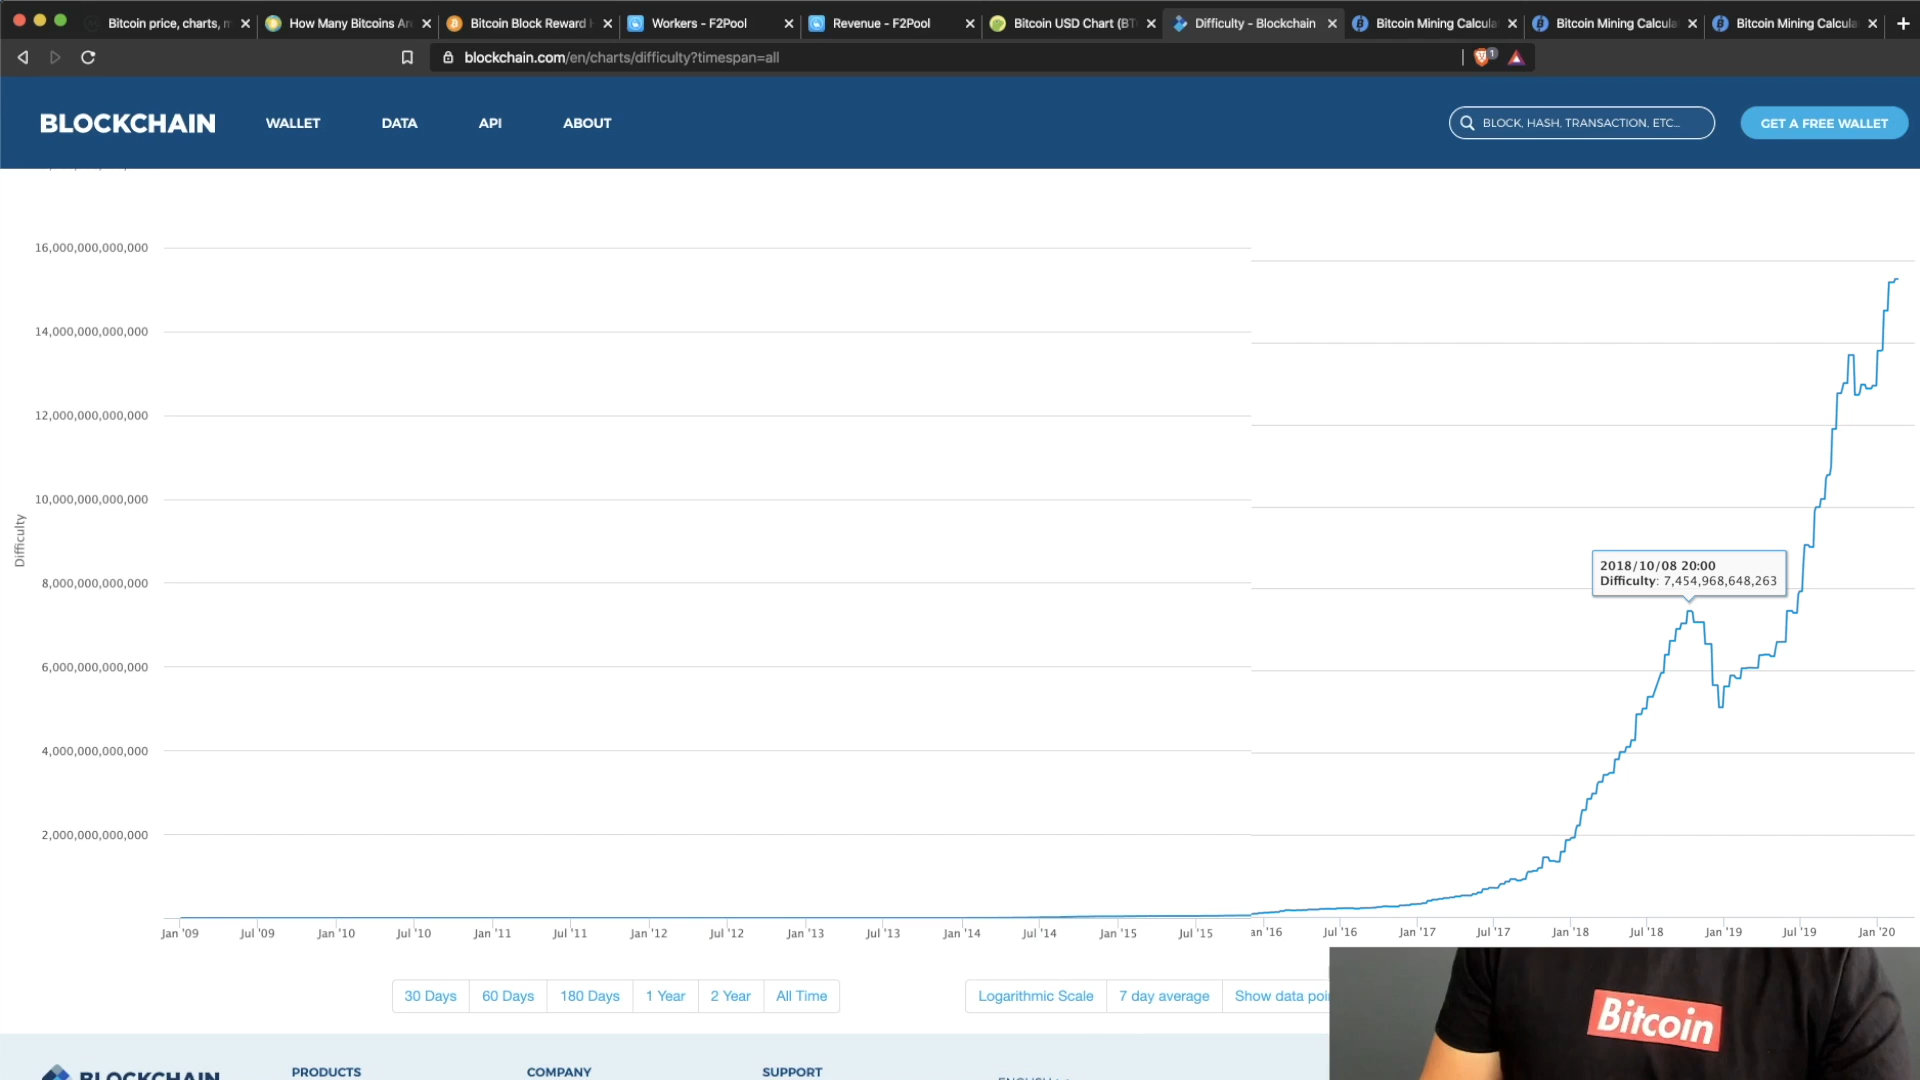 Bitcoin price, charts, m
How Many Bitcoins Ar
Bitcoin Block Reward H
Workers - F2Pool
Revenue - F2Pool
Bitcoin USD Chart (BT
Difficulty - Blockchain
Bitcoin Mining Calcula
Bitcoin Mining Calcula
Bitcoin Mining Calcula
blockchain.com/en/charts/difficulty?timespan=all
1
BLOCKCHAIN
WALLET
DATA
API
ABOUT
BLOCK, HASH, TRANSACTION, ETC...
GET A FREE WALLET
16,000,000,000,000
14,000,000,000,000
12,000,000,000,000
10,000,000,000,000
8,000,000,000,000
6,000,000,000,000
4,000,000,000,000
2,000,000,000,000
Difficulty
2018/10/08 20:00
Difficulty: 7,454,968,648,263
Jan '09 Jul '09 Jan '10 Jul '10 Jan '11 Jul '11 Jan '12 Jul '12 Jan '13 Jul '13 Jan '14 Jul '14 Jan '15 Jul '15 an '16 Jul '16 Jan '17 Jul '17 Jan '18 Jul '18 Jan '19 Jul '19 Jan '20
30 Days
60 Days
180 Days
1 Year
2 Year
All Time
Logarithmic Scale
7 day average
Show data poin
Bitcoin
BLOCKCHAIN
PRODUCTS
COMPANY
SUPPORT